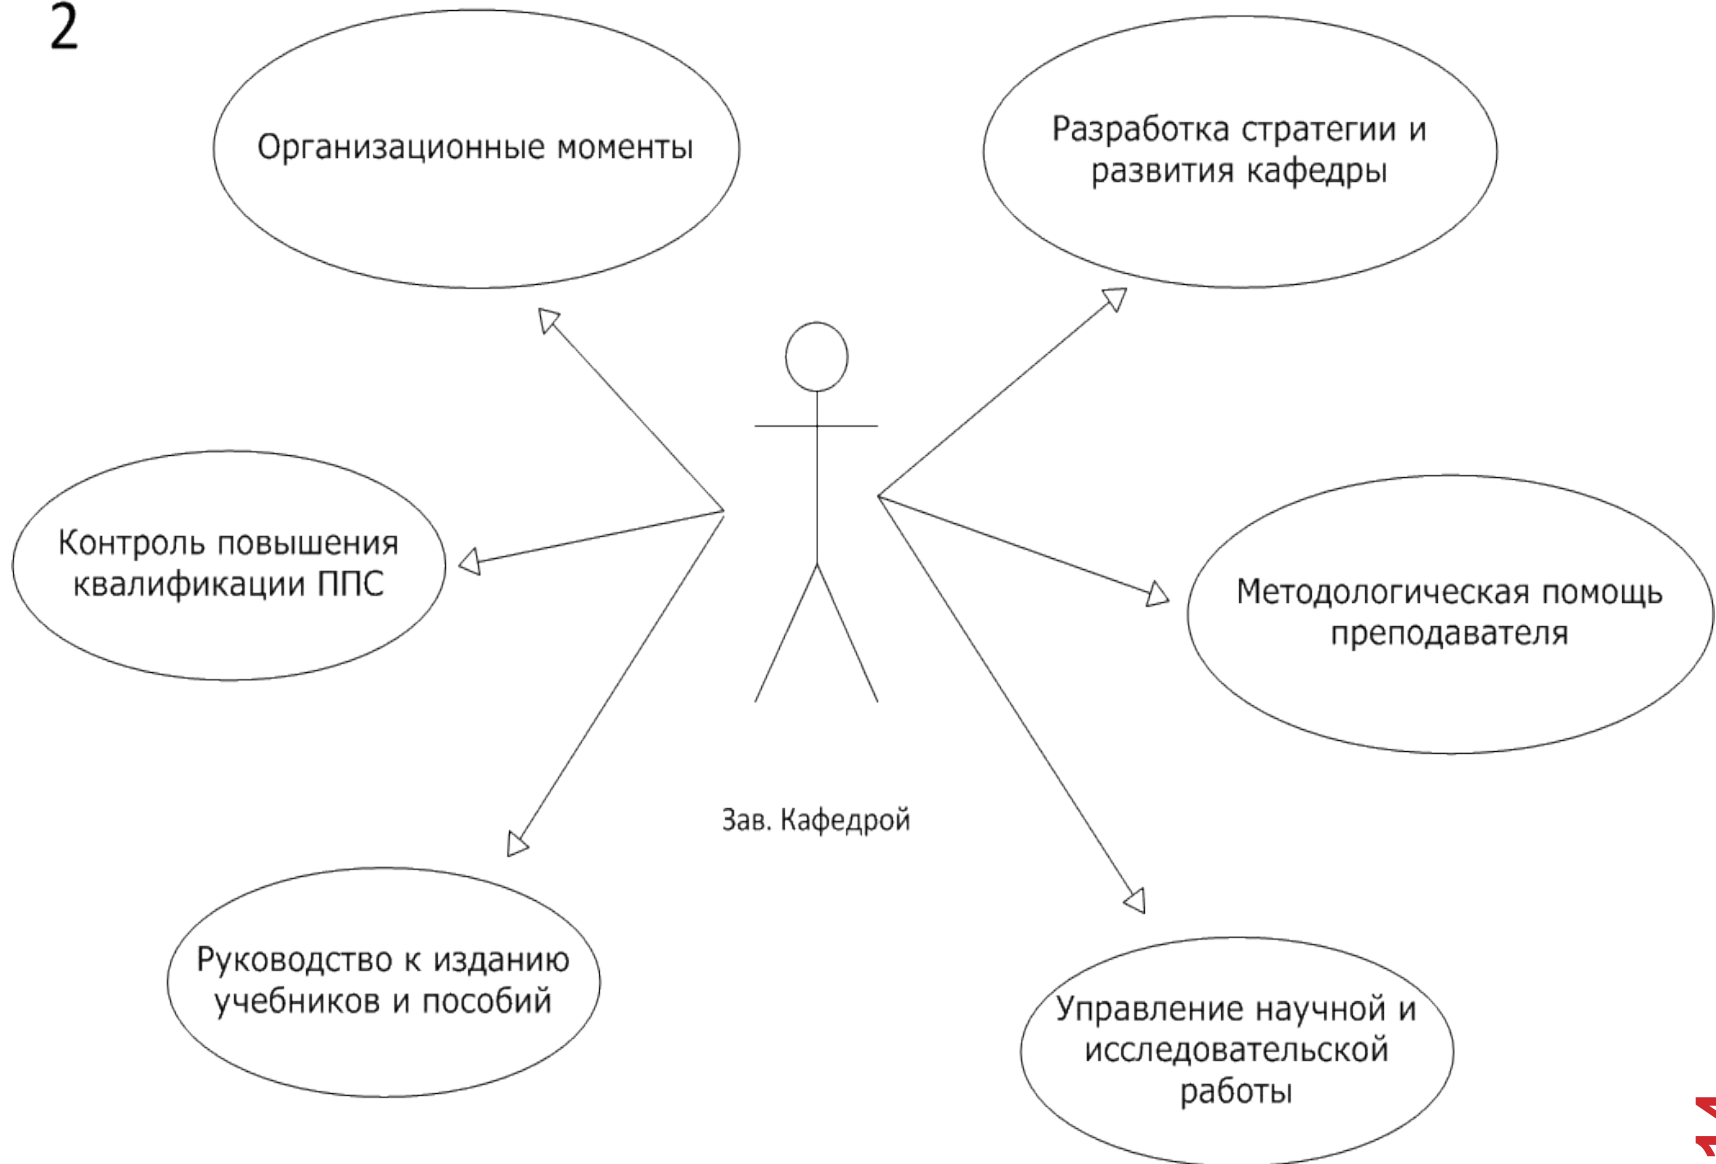 2
Организационные моменты
Разработка стратегии и
развития кафедры
Контроль повышения
квалификации ППС
Методологическая помощь
преподавателя
Зав. Кафедрой
Руководство к изданию
учебников и пособий
Управление научной и
исследовательской
работы